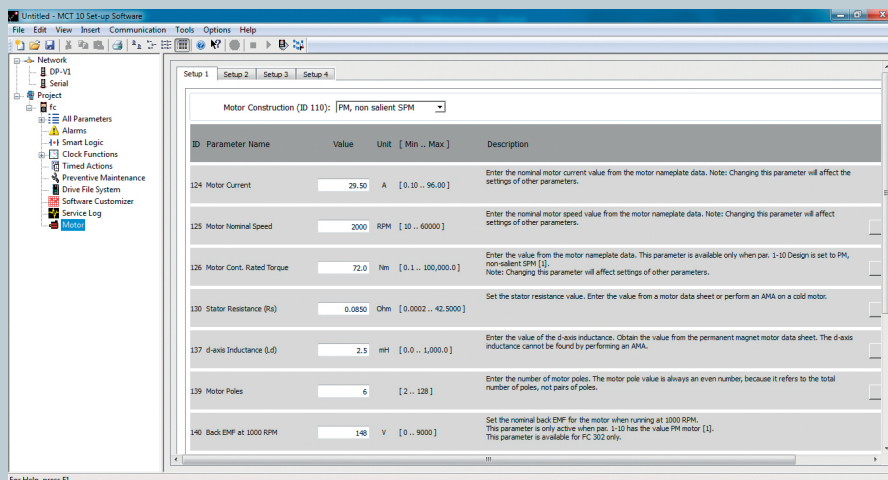 Untitled - MCT 10 Set-up Software
File Edit View Insert Communication Tools Options Help
Network
DP-V1
Serial
Project
fc
All Parameters
Alarms
Smart Logic
Clock Functions
Timed Actions
Preventive Maintenance
Drive File System
Software Customizer
Service Log
Motor
Setup 1 Setup 2 Setup 3 Setup 4
Motor Construction (ID 110): PM, non salient SPM
ID Parameter Name Value Unit [ Min .. Max ] Description
124 Motor Current 29.50 A [ 0.10 .. 96.00 ]
Enter the nominal motor current value from the motor nameplate data. Note: Changing this parameter will affect the
settings of other parameters.
125 Motor Nominal Speed 2000 RPM [ 10 .. 60000 ]
Enter the nominal motor speed value from the motor nameplate data. Note: Changing this parameter will affect
settings of other parameters.
126 Motor Cont. Rated Torque 72.0 Nm [ 0.1 .. 100,000.0 ]
Enter the value from the motor nameplate data. This parameter is available only when par. 1-10 Design is set to PM,
non-salient SPM [1].
Note: Changing this parameter will affect settings of other parameters.
130 Stator Resistance (Rs) 0.0850 Ohm [ 0.0002 .. 42.5000 ]
Set the stator resistance value. Enter the value from a motor data sheet or perform an AMA on a cold motor.
137 d-axis Inductance (Ld) 2.5 mH [ 0.0 .. 1,000.0 ]
Enter the value of the d-axis inductance. Obtain the value from the permanent magnet motor data sheet. The d-axis
inductance cannot be found by performing an AMA.
139 Motor Poles 6 [ 2 .. 128 ]
Enter the number of motor poles. The motor pole value is always an even number, because it refers to the total
number of poles, not pairs of poles.
140 Back EMF at 1000 RPM 148 V [ 0 .. 9000 ]
Set the nominal back EMF for the motor when running at 1000 RPM.
This parameter is only active when par. 1-10 has the value PM motor [1].
This parameter is available for FC 302 only.
For Help, press F1